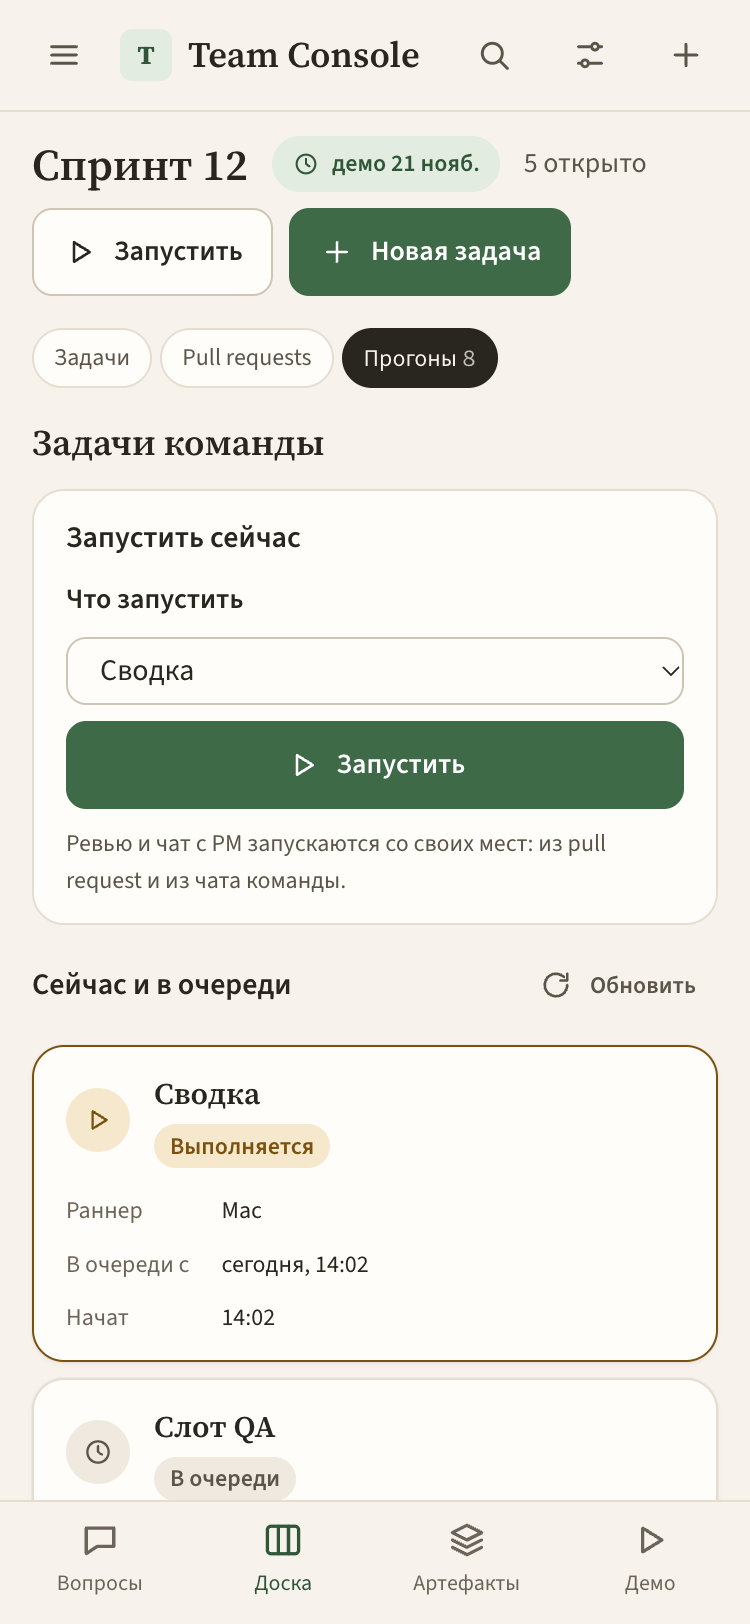 T Team Console
Спринт 12 демо 21 нояб. 5 открыто
Запустить Новая задача
Задачи Pull requests Прогоны 8
Задачи команды
Запустить сейчас
Что запустить
Сводка
Запустить
Ревью и чат с PM запускаются со своих мест: из pull
request и из чата команды.
Сейчас и в очереди Обновить
Сводка
Выполняется
Раннер Mac
В очереди с сегодня, 14:02
Начат 14:02
Слот QA
В очереди
Вопросы Доска Артефакты Демо